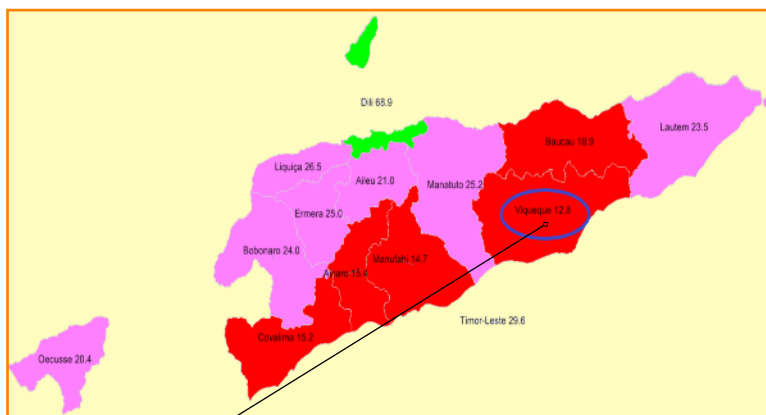 Dili 68.9
Baucau 18.9
Lautem 23.5
Liquiça 26.5
Aileu 21.0
Manatuto 25.2
Ermera 25.0
Viqueque 12.6
Bobonaro 24.0
Ainaro 15.4
Manufahi 14.7
Timor-Leste 29.6
Covalima 15.2
Oecusse 20.4